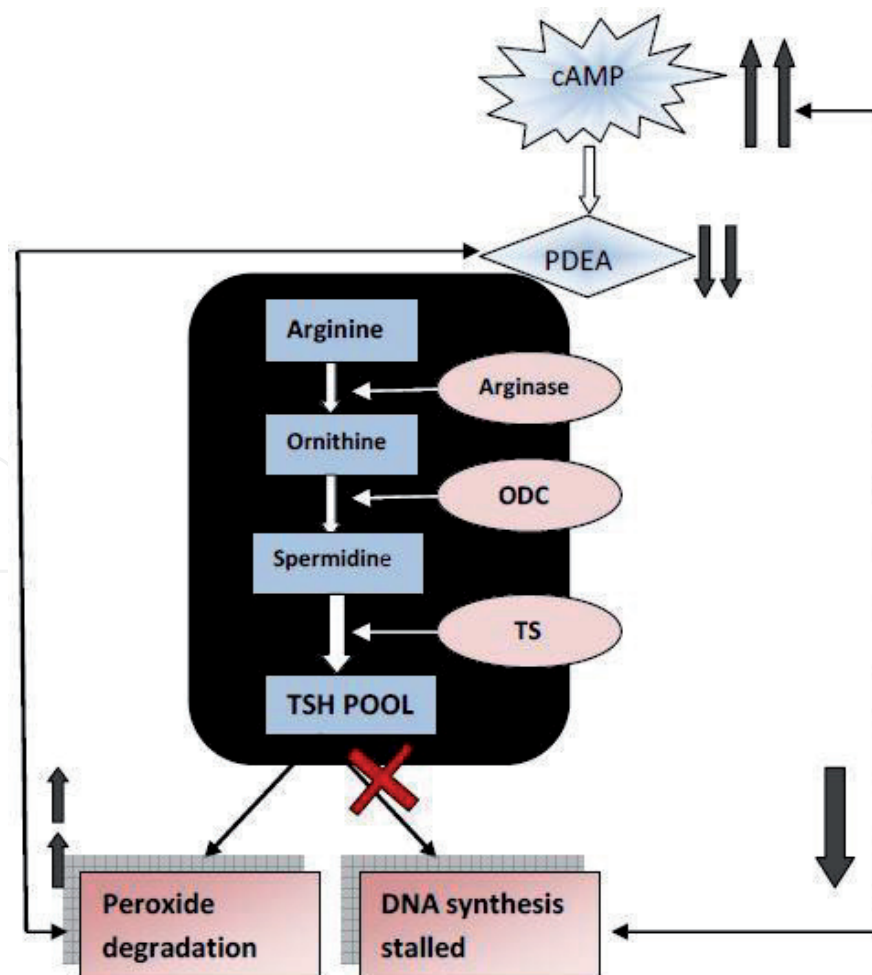 cAMP
PDEA
Arginine
Arginase
Ornithine
ODC
Spermidine
TS
TSH POOL
Peroxide
degradation
DNA synthesis
stalled